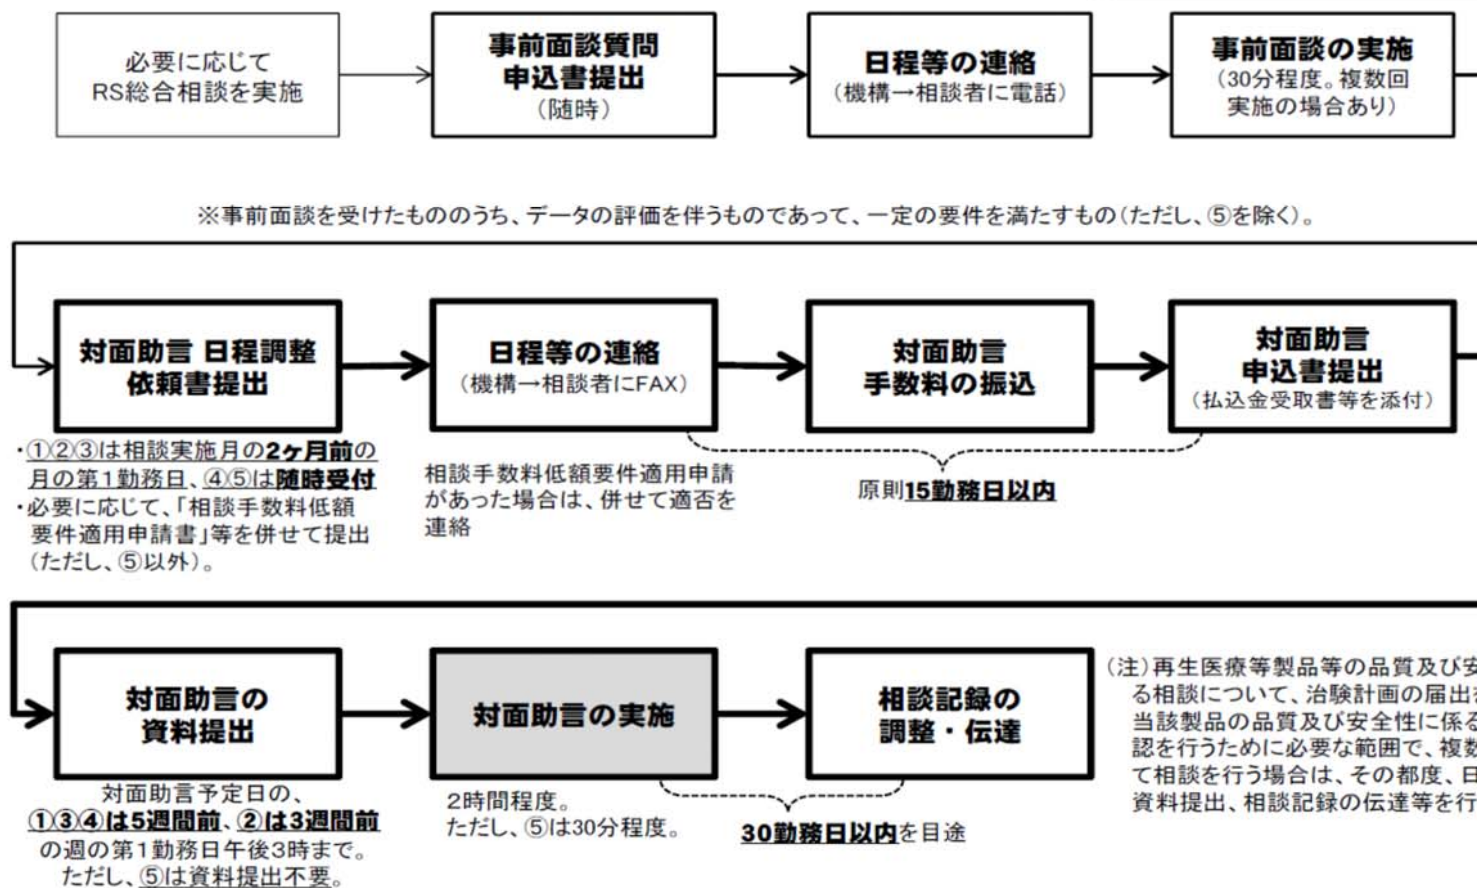 必要に応じて
RS総合相談を実施
事前面談質問
申込書提出
(随時)
日程等の連絡
(機構→相談者に電話)
事前面談の実施
(30分程度。複数回
実施の場合あり)
※事前面談を受けたもののうち、データの評価を伴うものであって、一定の要件を満たすもの(ただし、⑤を除く)。
対面助言 日程調整
依頼書提出
日程等の連絡
(機構→相談者にFAX)
対面助言
手数料の振込
対面助言
申込書提出
(払込金受取書等を添付)
・①②③は相談実施月の2ヶ月前の
月の第1勤務日、④⑤は随時受付
・必要に応じて、「相談手数料低額
要件適用申請書」等を併せて提出
(ただし、⑤以外)。
相談手数料低額要件適用申請
があった場合は、併せて適否を
連絡
原則15勤務日以内
対面助言の
資料提出
対面助言の実施
相談記録の
調整・伝達
対面助言予定日の、
①③④は5週間前、②は3週間前
の週の第1勤務日午後3時まで。
ただし、⑤は資料提出不要。
2時間程度。
ただし、⑤は30分程度。
30勤務日以内を目途
(注)再生医療等製品等の品質及び安
る相談について、治験計画の届出を
当該製品の品質及び安全性に係る
認を行うために必要な範囲で、複数
て相談を行う場合は、その都度、日
資料提出、相談記録の伝達等を行